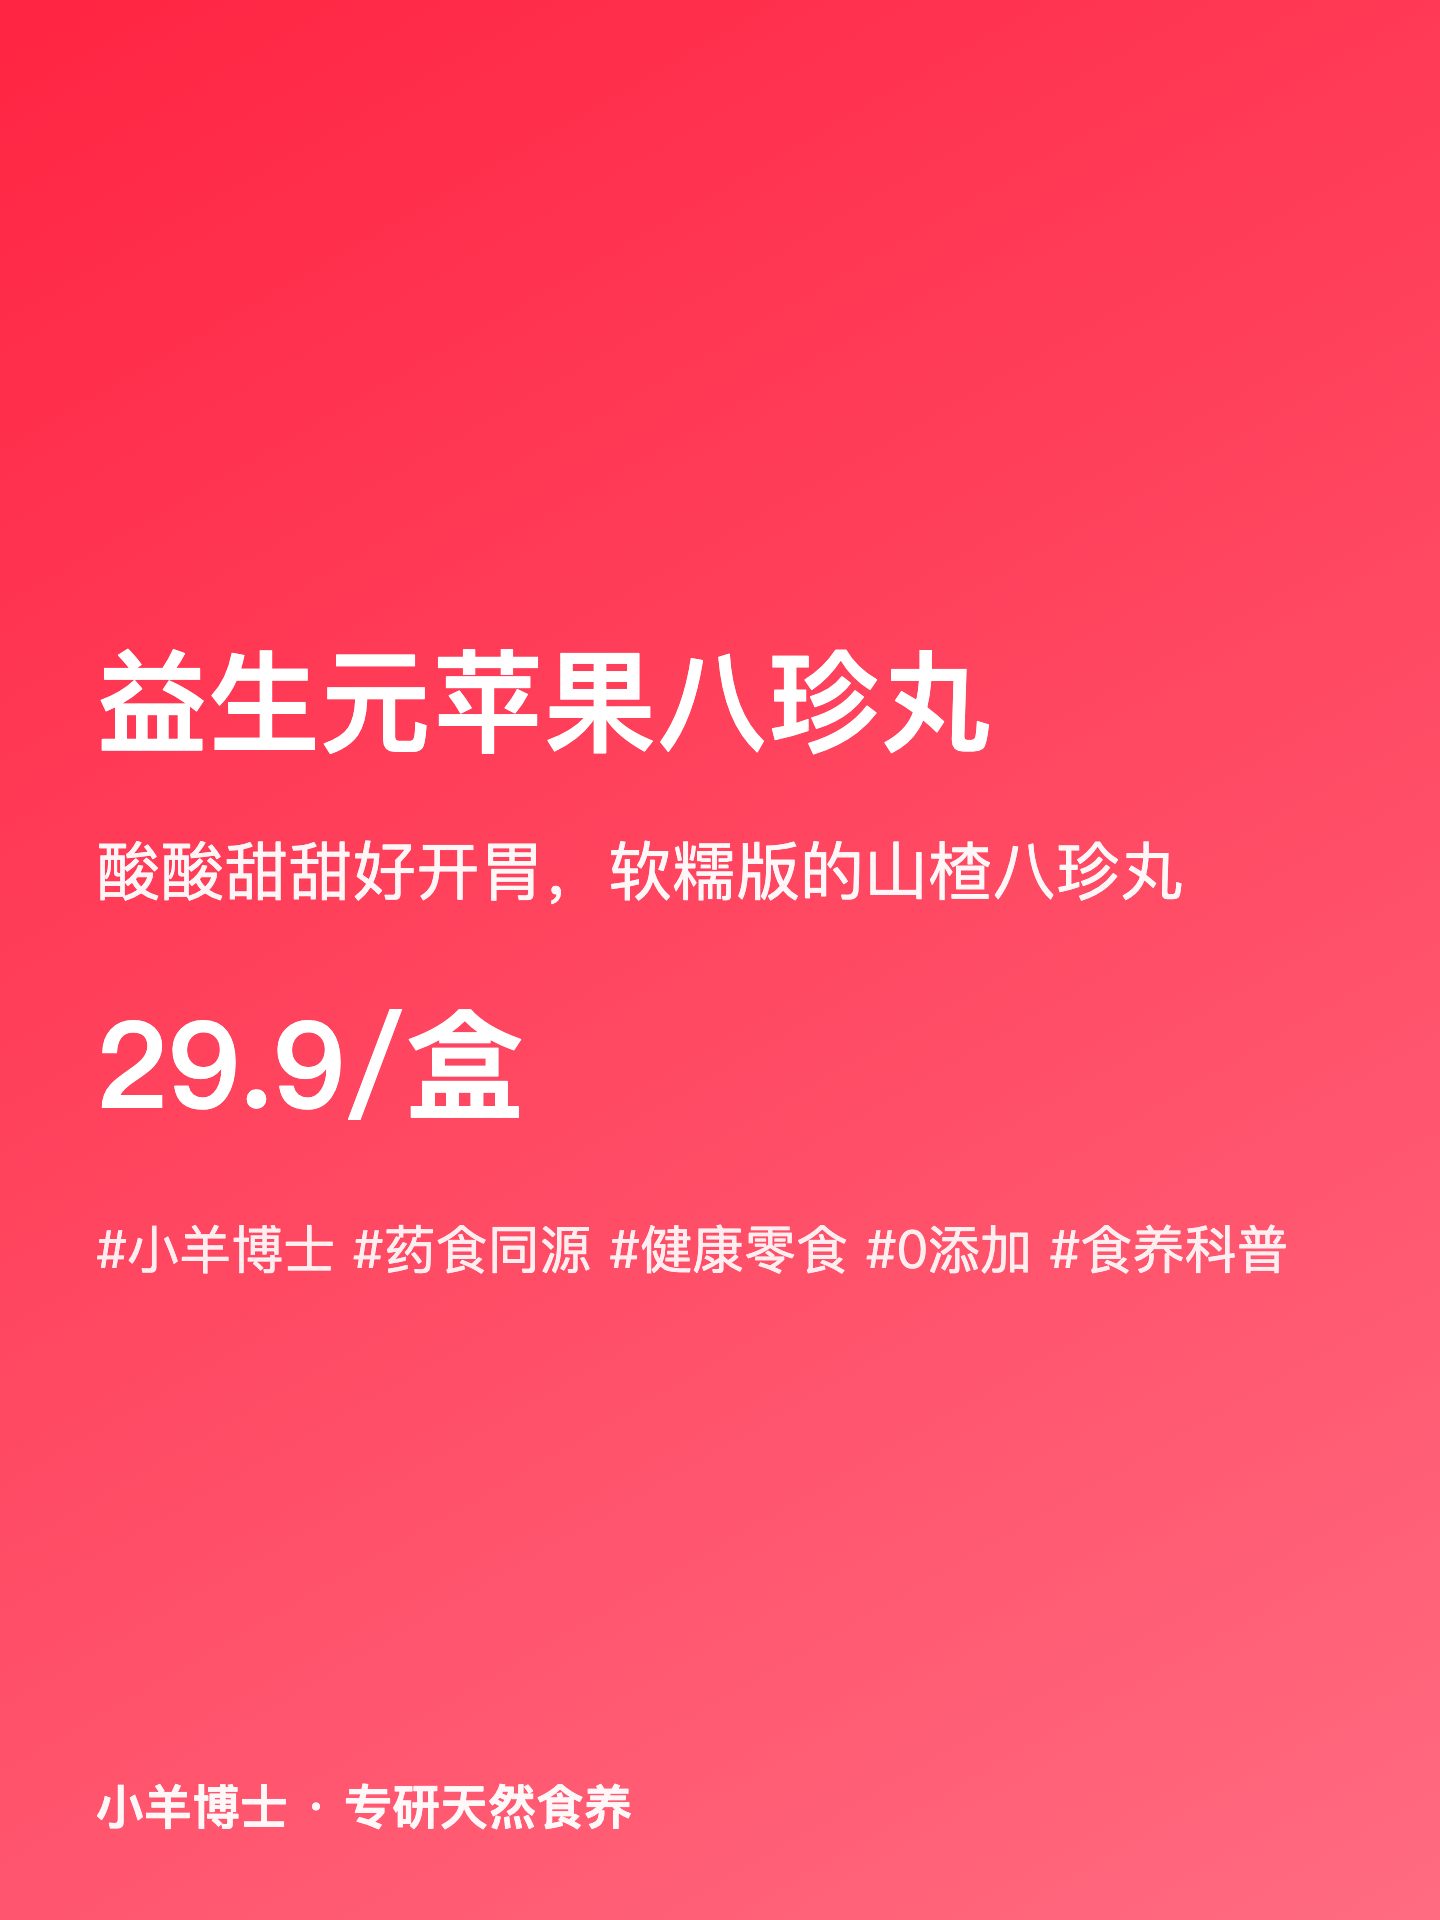 益生元苹果八珍丸
酸酸甜甜好开胃，软糯版的山楂八珍丸
29.9/盒
#小羊博士 #药食同源 #健康零食 #0添加 #食养科普
小羊博士 · 专研天然食养